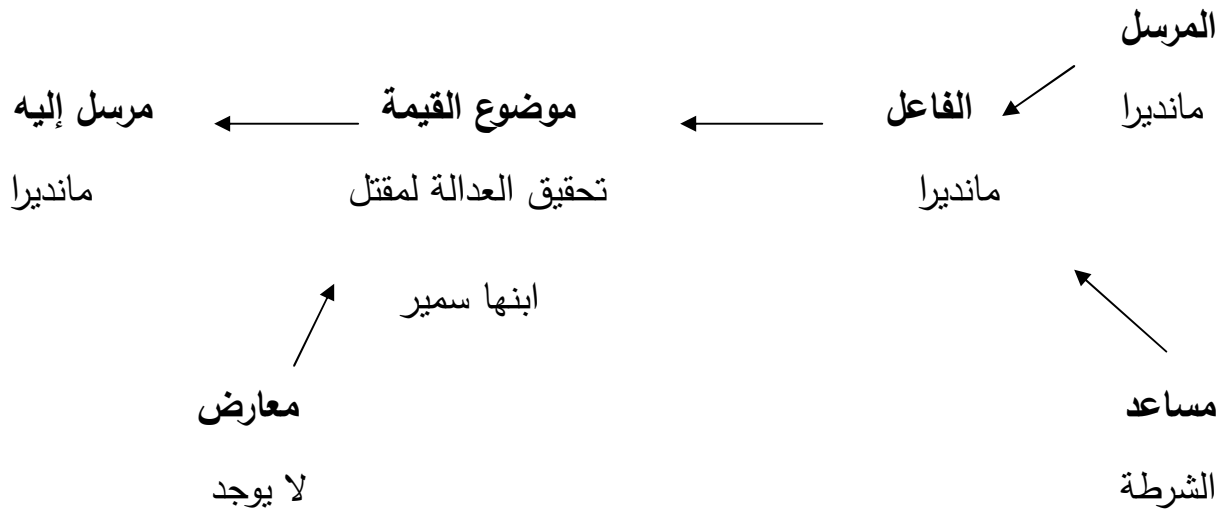 المرسل
مانديرا الفاعل موضوع القيمة مرسل إليه
مانديرا تحقيق العدالة لمقتل مانديرا
ابنها سمير
مساعد معارض
الشرطة لا يوجد